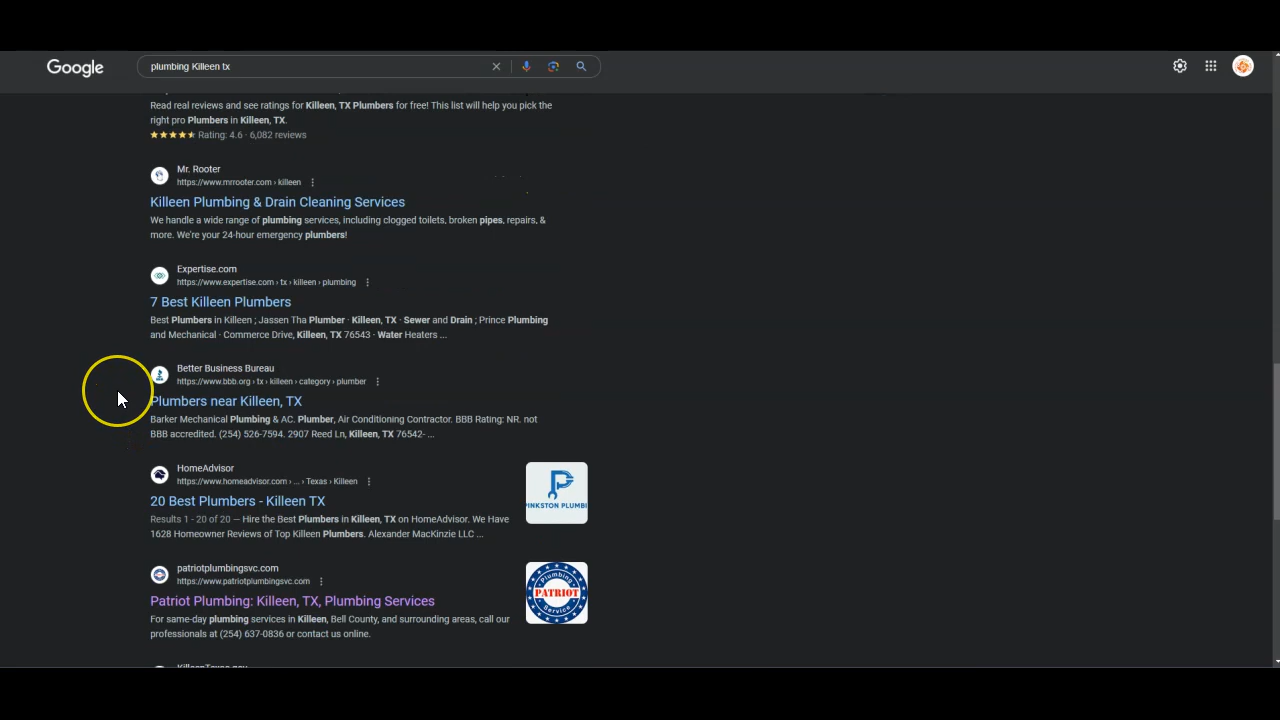 Google
plumbing Killeen tx
Read real reviews and see ratings for Killeen, TX Plumbers for free! This list will help you pick the
right pro Plumbers in Killeen, TX.
Rating: 4.6 · 6,082 reviews
Mr. Rooter
https://www.mrrooter.com › killeen
Killeen Plumbing & Drain Cleaning Services
We handle a wide range of plumbing services, including clogged toilets, broken pipes, repairs, &
more. We're your 24-hour emergency plumbers!
Expertise.com
https://www.expertise.com › tx › killeen › plumbing
7 Best Killeen Plumbers
Best Plumbers in Killeen ; Jassen Tha Plumber · Killeen, TX · Sewer and Drain ; Prince Plumbing
and Mechanical · Commerce Drive, Killeen, TX 76543 · Water Heaters ...
Better Business Bureau
https://www.bbb.org › tx › killeen › category › plumber
Plumbers near Killeen, TX
Barker Mechanical Plumbing & AC. Plumber, Air Conditioning Contractor. BBB Rating: NR. not
BBB accredited. (254) 526-7594. 2907 Reed Ln, Killeen, TX 76542- ...
HomeAdvisor
https://www.homeadvisor.com › ... › Texas › Killeen
20 Best Plumbers - Killeen TX
Results 1 - 20 of 20 — Hire the Best Plumbers in Killeen, TX on HomeAdvisor. We Have
1628 Homeowner Reviews of Top Killeen Plumbers. Alexander MacKinzie LLC ...
PINKSTON PLUMBI
patriotplumbingsvc.com
https://www.patriotplumbingsvc.com
Patriot Plumbing: Killeen, TX, Plumbing Services
For same-day plumbing services in Killeen, Bell County, and surrounding areas, call our
professionals at (254) 637-0836 or contact us online.
Plumbing
PATRIOT
Service